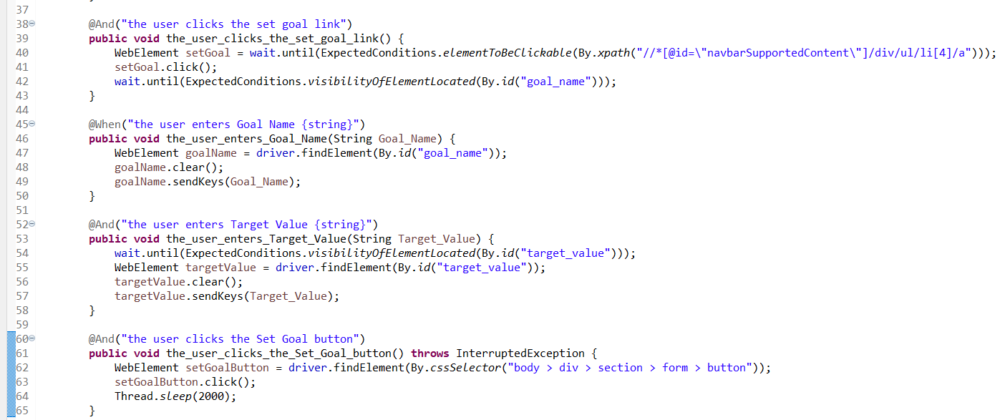 37
38 @And("the user clicks the set goal link")
39 public void the_user_clicks_the_set_goal_link() {
40 WebElement setGoal = wait.until(ExpectedConditions.elementToBeClickable(By.xpath("//*[@id=\"navbarSupportedContent\"]/div/ul/li[4]/a")));
41 setGoal.click();
42 wait.until(ExpectedConditions.visibilityOfElementLocated(By.id("goal_name")));
43 }
44
45 @When("the user enters Goal Name {string}")
46 public void the_user_enters_Goal_Name(String Goal_Name) {
47 WebElement goalName = driver.findElement(By.id("goal_name"));
48 goalName.clear();
49 goalName.sendKeys(Goal_Name);
50 }
51
52 @And("the user enters Target Value {string}")
53 public void the_user_enters_Target_Value(String Target_Value) {
54 wait.until(ExpectedConditions.visibilityOfElementLocated(By.id("target_value")));
55 WebElement targetValue = driver.findElement(By.id("target_value"));
56 targetValue.clear();
57 targetValue.sendKeys(Target_Value);
58 }
59
60 @And("the user clicks the Set Goal button")
61 public void the_user_clicks_the_Set_Goal_button() throws InterruptedException {
62 WebElement setGoalButton = driver.findElement(By.cssSelector("body > div > section > form > button"));
63 setGoalButton.click();
64 Thread.sleep(2000);
65 }